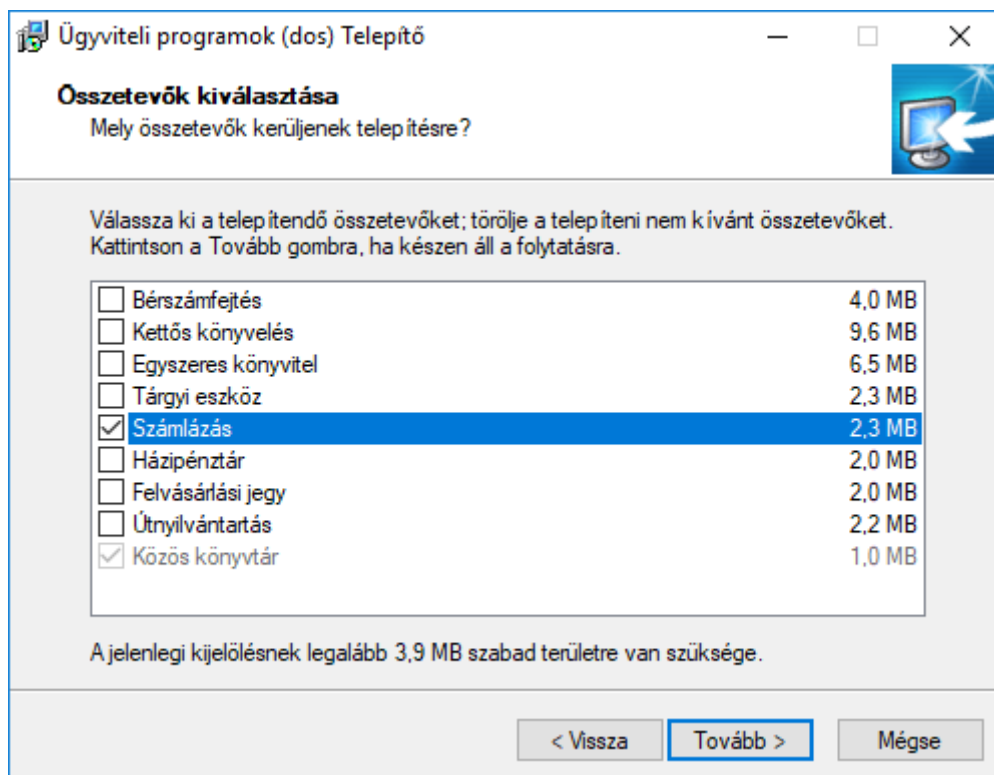 Ügyviteli programok (dos) Telepítő
Összetevők kiválasztása
Mely összetevők kerüljenek telepítésre?
Válassza ki a telepítendő összetevőket; törölje a telepíteni nem kívánt összetevőket.
Kattintson a Tovább gombra, ha készen áll a folytatásra.
Bérszámfejtés 4,0 MB
Kettős könyvelés 9,6 MB
Egyszeres könyvitel 6,5 MB
Tárgyi eszköz 2,3 MB
Számlázás 2,3 MB
Házipénztár 2,0 MB
Felvásárlási jegy 2,0 MB
Útnyilvántartás 2,2 MB
Közös könyvtár 1,0 MB
A jelenlegi kijelölésnek legalább 3,9 MB szabad területre van szüksége.
< Vissza Tovább > Mégse